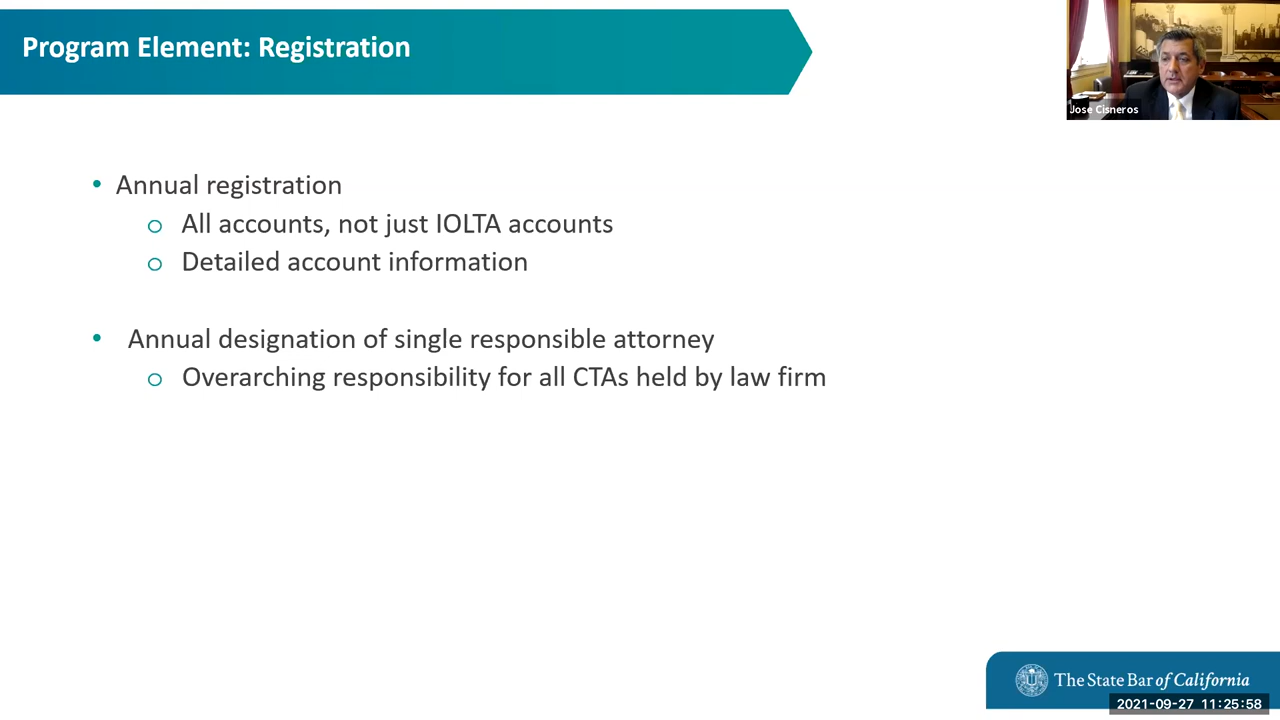 Program Element: Registration
Jose Cisneros
• Annual registration
o All accounts, not just IOLTA accounts
o Detailed account information
• Annual designation of single responsible attorney
o Overarching responsibility for all CTAs held by law firm
The State Bar of California
2021-09-27 11:25:58